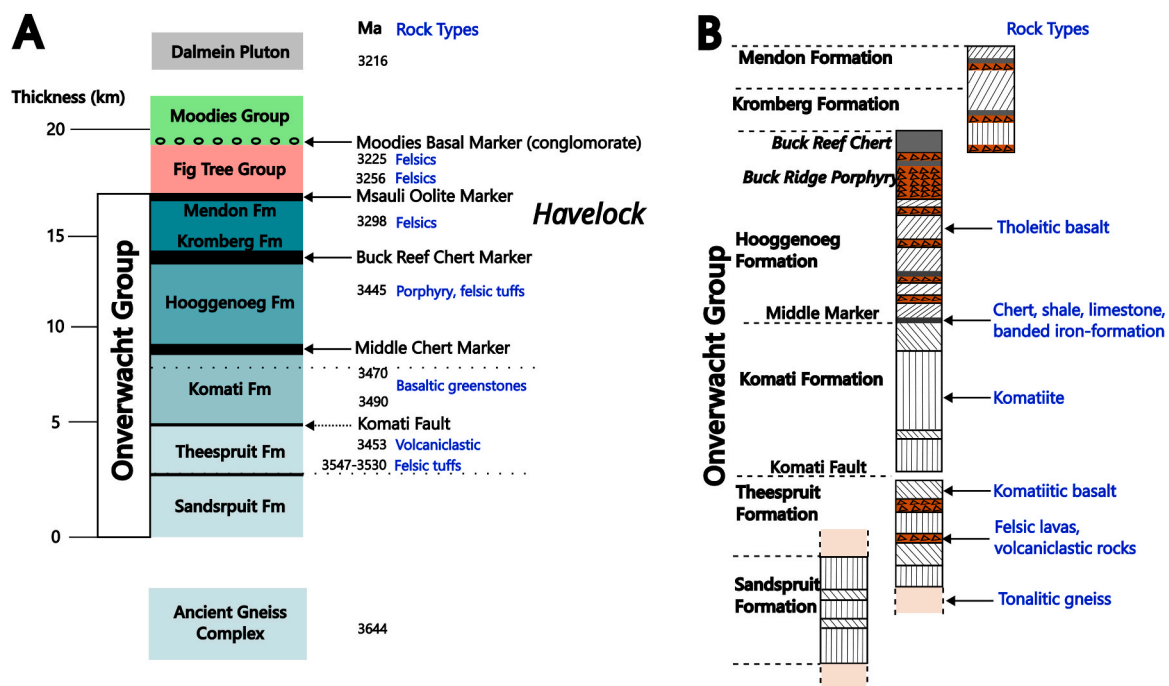 A
Ma Rock Types
Dalmein Pluton
3216
Thickness (km)
Moodies Group
20
Moodies Basal Marker (conglomorate)
3225 Felsics
Fig Tree Group
3256 Felsics
Msauli Oolite Marker
Mendon Fm
3298 Felsics
Havelock
15
Kromberg Fm
Buck Reef Chert Marker
Hooggenoeg Fm
3445 Porphyry, felsic tuffs
10
Middle Chert Marker
3470
Komati Fm
Basaltic greenstones
3490
5
Komati Fault
Theespruit Fm
3453 Volcaniclastic
3547-3530 Felsic tuffs
Sandsrpuit Fm
0
Onverwacht Group
Ancient Gneiss
Complex
3644
B
Rock Types
Mendon Formation
Kromberg Formation
Buck Reef Chert
Buck Ridge Porphyry
Hooggenoeg
Formation
Tholeitic basalt
Middle Marker
Chert, shale, limestone,
banded iron-formation
Komati Formation
Komatiite
Onverwacht Group
Komati Fault
Theespruit
Formation
Komatiitic basalt
Felsic lavas,
volcaniclastic rocks
Sandspruit
Formation
Tonalitic gneiss